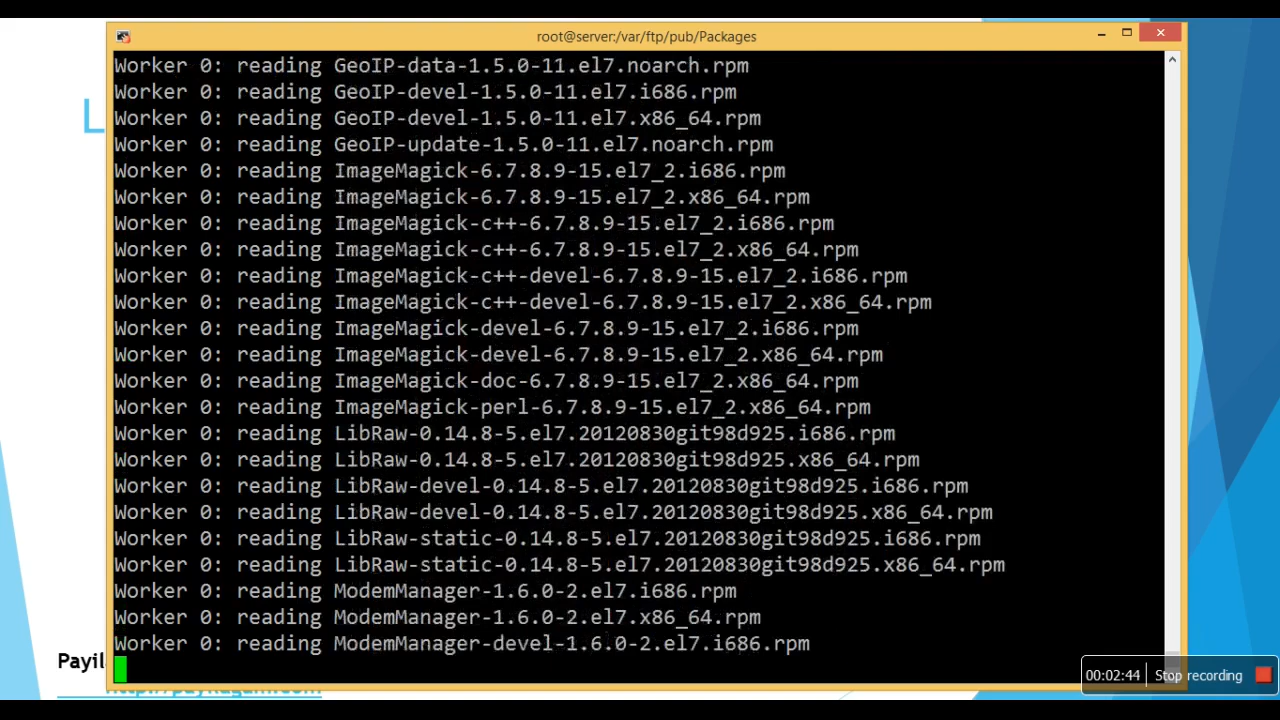 root@server:/var/ftp/pub/Packages
L
Worker 0: reading GeoIP-data-1.5.0-11.el7.noarch.rpm
Worker 0: reading GeoIP-devel-1.5.0-11.el7.i686.rpm
Worker 0: reading GeoIP-devel-1.5.0-11.el7.x86_64.rpm
Worker 0: reading GeoIP-update-1.5.0-11.el7.noarch.rpm
Worker 0: reading ImageMagick-6.7.8.9-15.el7_2.i686.rpm
Worker 0: reading ImageMagick-6.7.8.9-15.el7_2.x86_64.rpm
Worker 0: reading ImageMagick-c++-6.7.8.9-15.el7_2.i686.rpm
Worker 0: reading ImageMagick-c++-6.7.8.9-15.el7_2.x86_64.rpm
Worker 0: reading ImageMagick-c++-devel-6.7.8.9-15.el7_2.i686.rpm
Worker 0: reading ImageMagick-c++-devel-6.7.8.9-15.el7_2.x86_64.rpm
Worker 0: reading ImageMagick-devel-6.7.8.9-15.el7_2.i686.rpm
Worker 0: reading ImageMagick-devel-6.7.8.9-15.el7_2.x86_64.rpm
Worker 0: reading ImageMagick-doc-6.7.8.9-15.el7_2.x86_64.rpm
Worker 0: reading ImageMagick-perl-6.7.8.9-15.el7_2.x86_64.rpm
Worker 0: reading LibRaw-0.14.8-5.el7.20120830git98d925.i686.rpm
Worker 0: reading LibRaw-0.14.8-5.el7.20120830git98d925.x86_64.rpm
Worker 0: reading LibRaw-devel-0.14.8-5.el7.20120830git98d925.i686.rpm
Worker 0: reading LibRaw-devel-0.14.8-5.el7.20120830git98d925.x86_64.rpm
Worker 0: reading LibRaw-static-0.14.8-5.el7.20120830git98d925.i686.rpm
Worker 0: reading LibRaw-static-0.14.8-5.el7.20120830git98d925.x86_64.rpm
Worker 0: reading ModemManager-1.6.0-2.el7.i686.rpm
Worker 0: reading ModemManager-1.6.0-2.el7.x86_64.rpm
Worker 0: reading ModemManager-devel-1.6.0-2.el7.i686.rpm
Payil
00:02:44 Stop recording